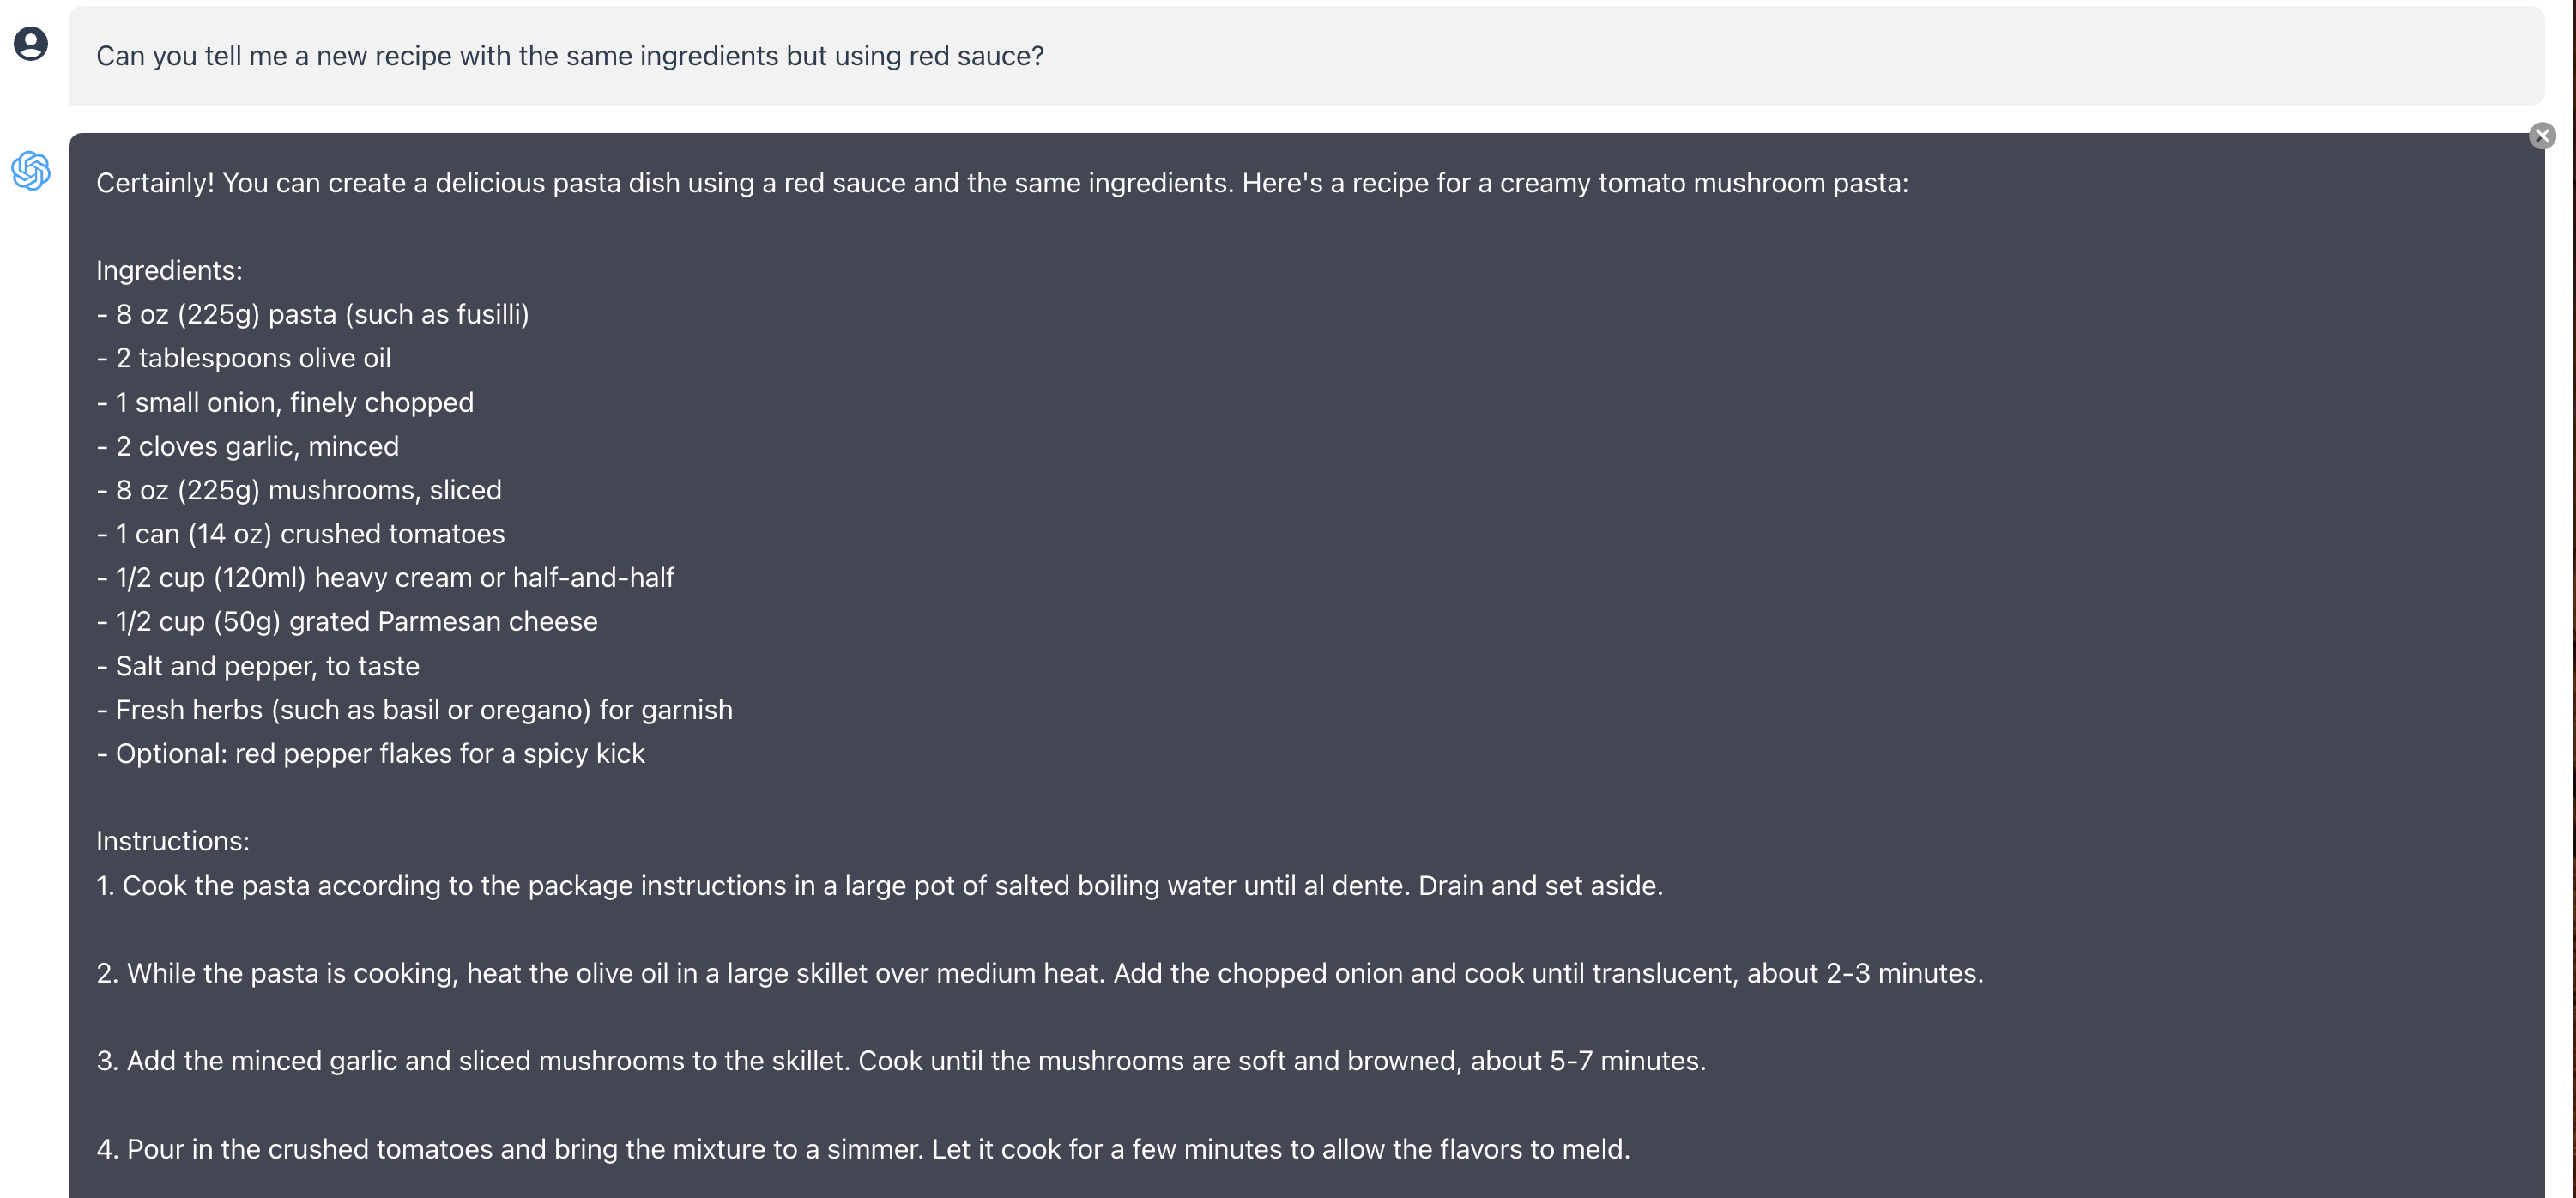 Can you tell me a new recipe with the same ingredients but using red sauce?
Certainly! You can create a delicious pasta dish using a red sauce and the same ingredients. Here's a recipe for a creamy tomato mushroom pasta:
Ingredients:
- 8 oz (225g) pasta (such as fusilli)
- 2 tablespoons olive oil
- 1 small onion, finely chopped
- 2 cloves garlic, minced
- 8 oz (225g) mushrooms, sliced
- 1 can (14 oz) crushed tomatoes
- 1/2 cup (120ml) heavy cream or half-and-half
- 1/2 cup (50g) grated Parmesan cheese
- Salt and pepper, to taste
- Fresh herbs (such as basil or oregano) for garnish
- Optional: red pepper flakes for a spicy kick
Instructions:
1. Cook the pasta according to the package instructions in a large pot of salted boiling water until al dente. Drain and set aside.
2. While the pasta is cooking, heat the olive oil in a large skillet over medium heat. Add the chopped onion and cook until translucent, about 2-3 minutes.
3. Add the minced garlic and sliced mushrooms to the skillet. Cook until the mushrooms are soft and browned, about 5-7 minutes.
4. Pour in the crushed tomatoes and bring the mixture to a simmer. Let it cook for a few minutes to allow the flavors to meld.